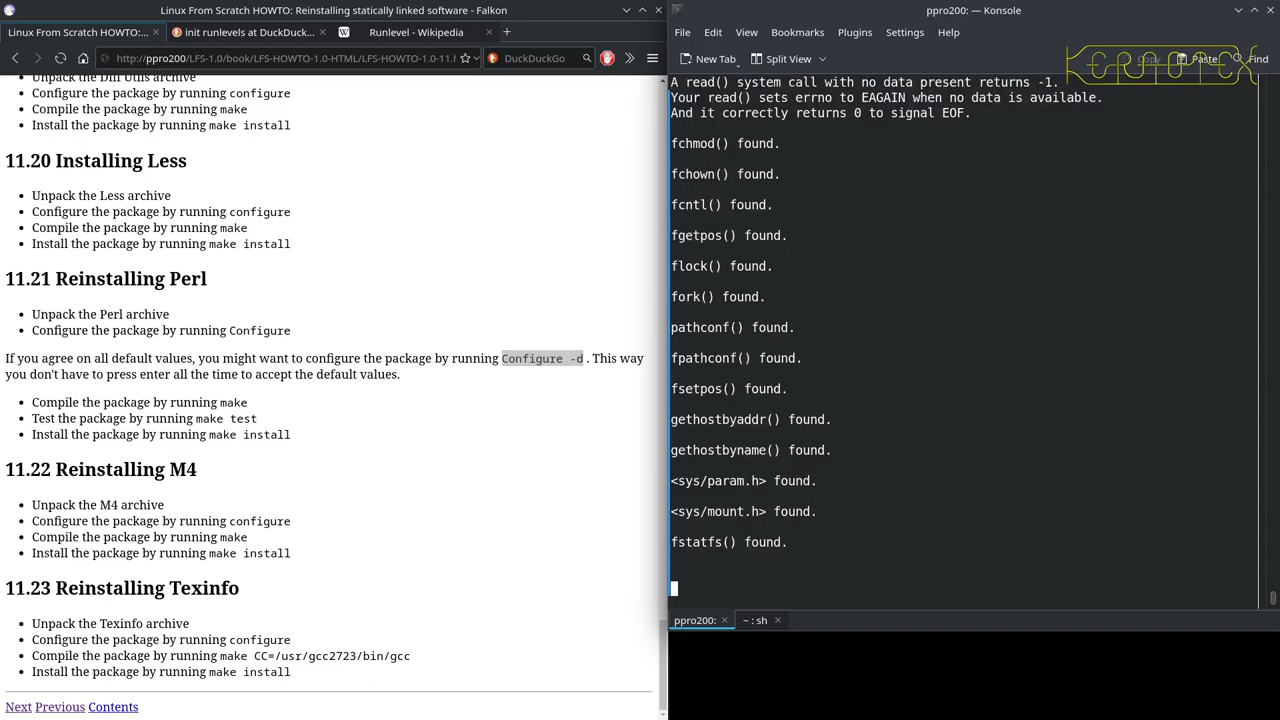 Linux From Scratch HOWTO: Reinstalling statically linked software - Falkon
Linux From Scratch HOWTO:...
init runlevels at DuckDuck...
Runlevel - Wikipedia
http://ppro200/LFS-1.0/book/LFS-HOWTO-1.0-HTML/LFS-HOWTO-1.0-11.
DuckDuckGo
Unpack the Diff Utils archive
Configure the package by running configure
Compile the package by running make
Install the package by running make install
11.20 Installing Less
Unpack the Less archive
Configure the package by running configure
Compile the package by running make
Install the package by running make install
11.21 Reinstalling Perl
Unpack the Perl archive
Configure the package by running Configure
If you agree on all default values, you might want to configure the package by running Configure -d . This way
you don't have to press enter all the time to accept the default values.
Compile the package by running make
Test the package by running make test
Install the package by running make install
11.22 Reinstalling M4
Unpack the M4 archive
Configure the package by running configure
Compile the package by running make
Install the package by running make install
11.23 Reinstalling Texinfo
Unpack the Texinfo archive
Configure the package by running configure
Compile the package by running make CC=/usr/gcc2723/bin/gcc
Install the package by running make install
Next Previous Contents
ppro200: — Konsole
File Edit View Bookmarks Plugins Settings Help
New Tab Split View Copy Paste Find
A read() system call with no data present returns -1.
Your read() sets errno to EAGAIN when no data is available.
And it correctly returns 0 to signal EOF.
fchmod() found.
fchown() found.
fcntl() found.
fgetpos() found.
flock() found.
fork() found.
pathconf() found.
fpathconf() found.
fsetpos() found.
gethostbyaddr() found.
gethostbyname() found.
<sys/param.h> found.
<sys/mount.h> found.
fstatfs() found.
ppro200:
~ : sh